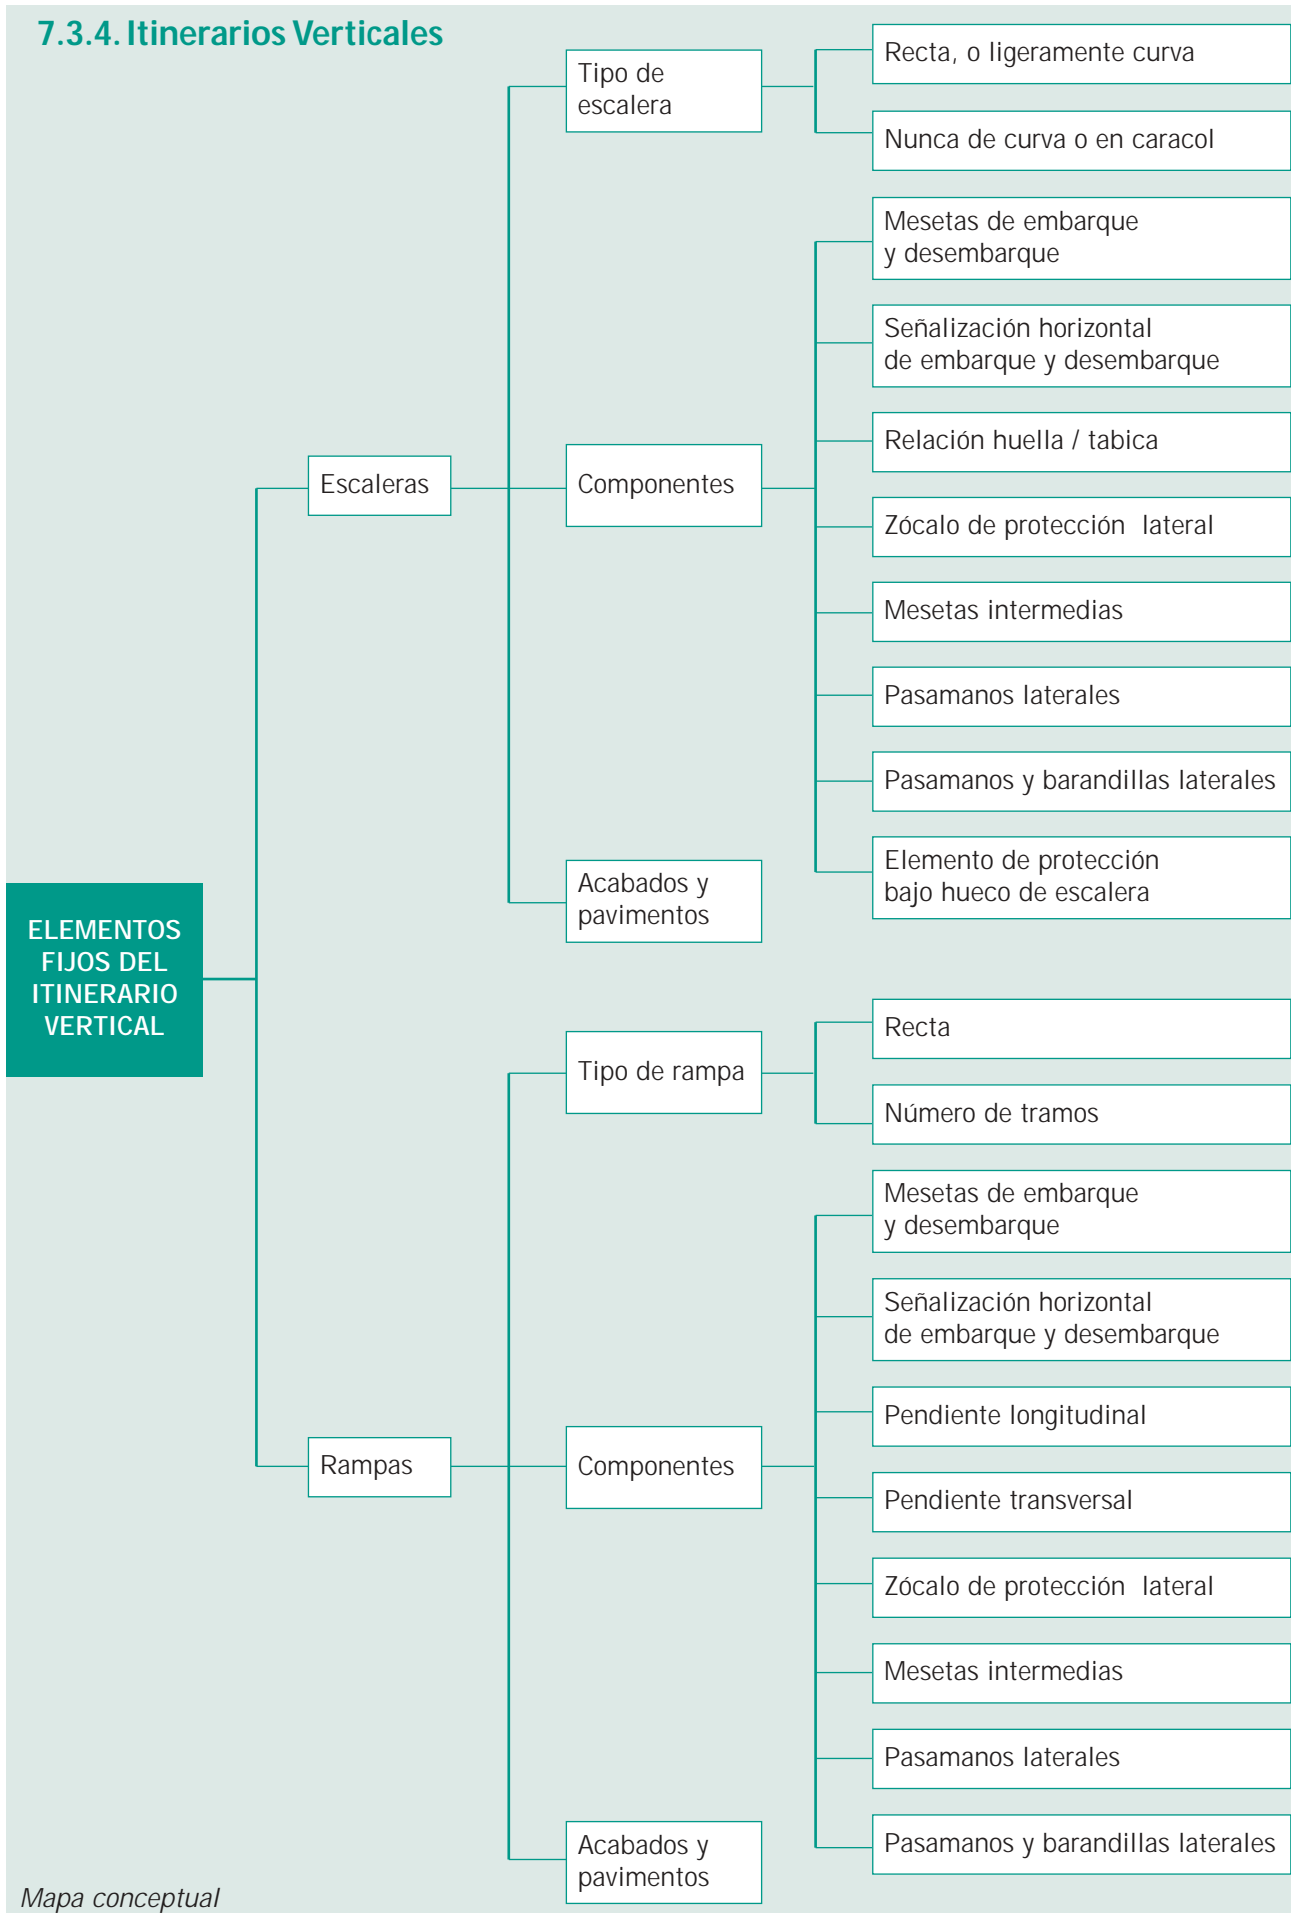 7.3.4. Itinerarios Verticales
ELEMENTOS
FIJOS DEL
ITINERARIO
VERTICAL
Escaleras
Tipo de
escalera
Recta, o ligeramente curva
Nunca de curva o en caracol
Componentes
Mesetas de embarque
y desembarque
Señalización horizontal
de embarque y desembarque
Relación huella / tabica
Zócalo de protección lateral
Mesetas intermedias
Pasamanos laterales
Pasamanos y barandillas laterales
Elemento de protección
bajo hueco de escalera
Acabados y
pavimentos
Rampas
Tipo de rampa
Recta
Número de tramos
Componentes
Mesetas de embarque
y desembarque
Señalización horizontal
de embarque y desembarque
Pendiente longitudinal
Pendiente transversal
Zócalo de protección lateral
Mesetas intermedias
Pasamanos laterales
Pasamanos y barandillas laterales
Acabados y
pavimentos
Mapa conceptual